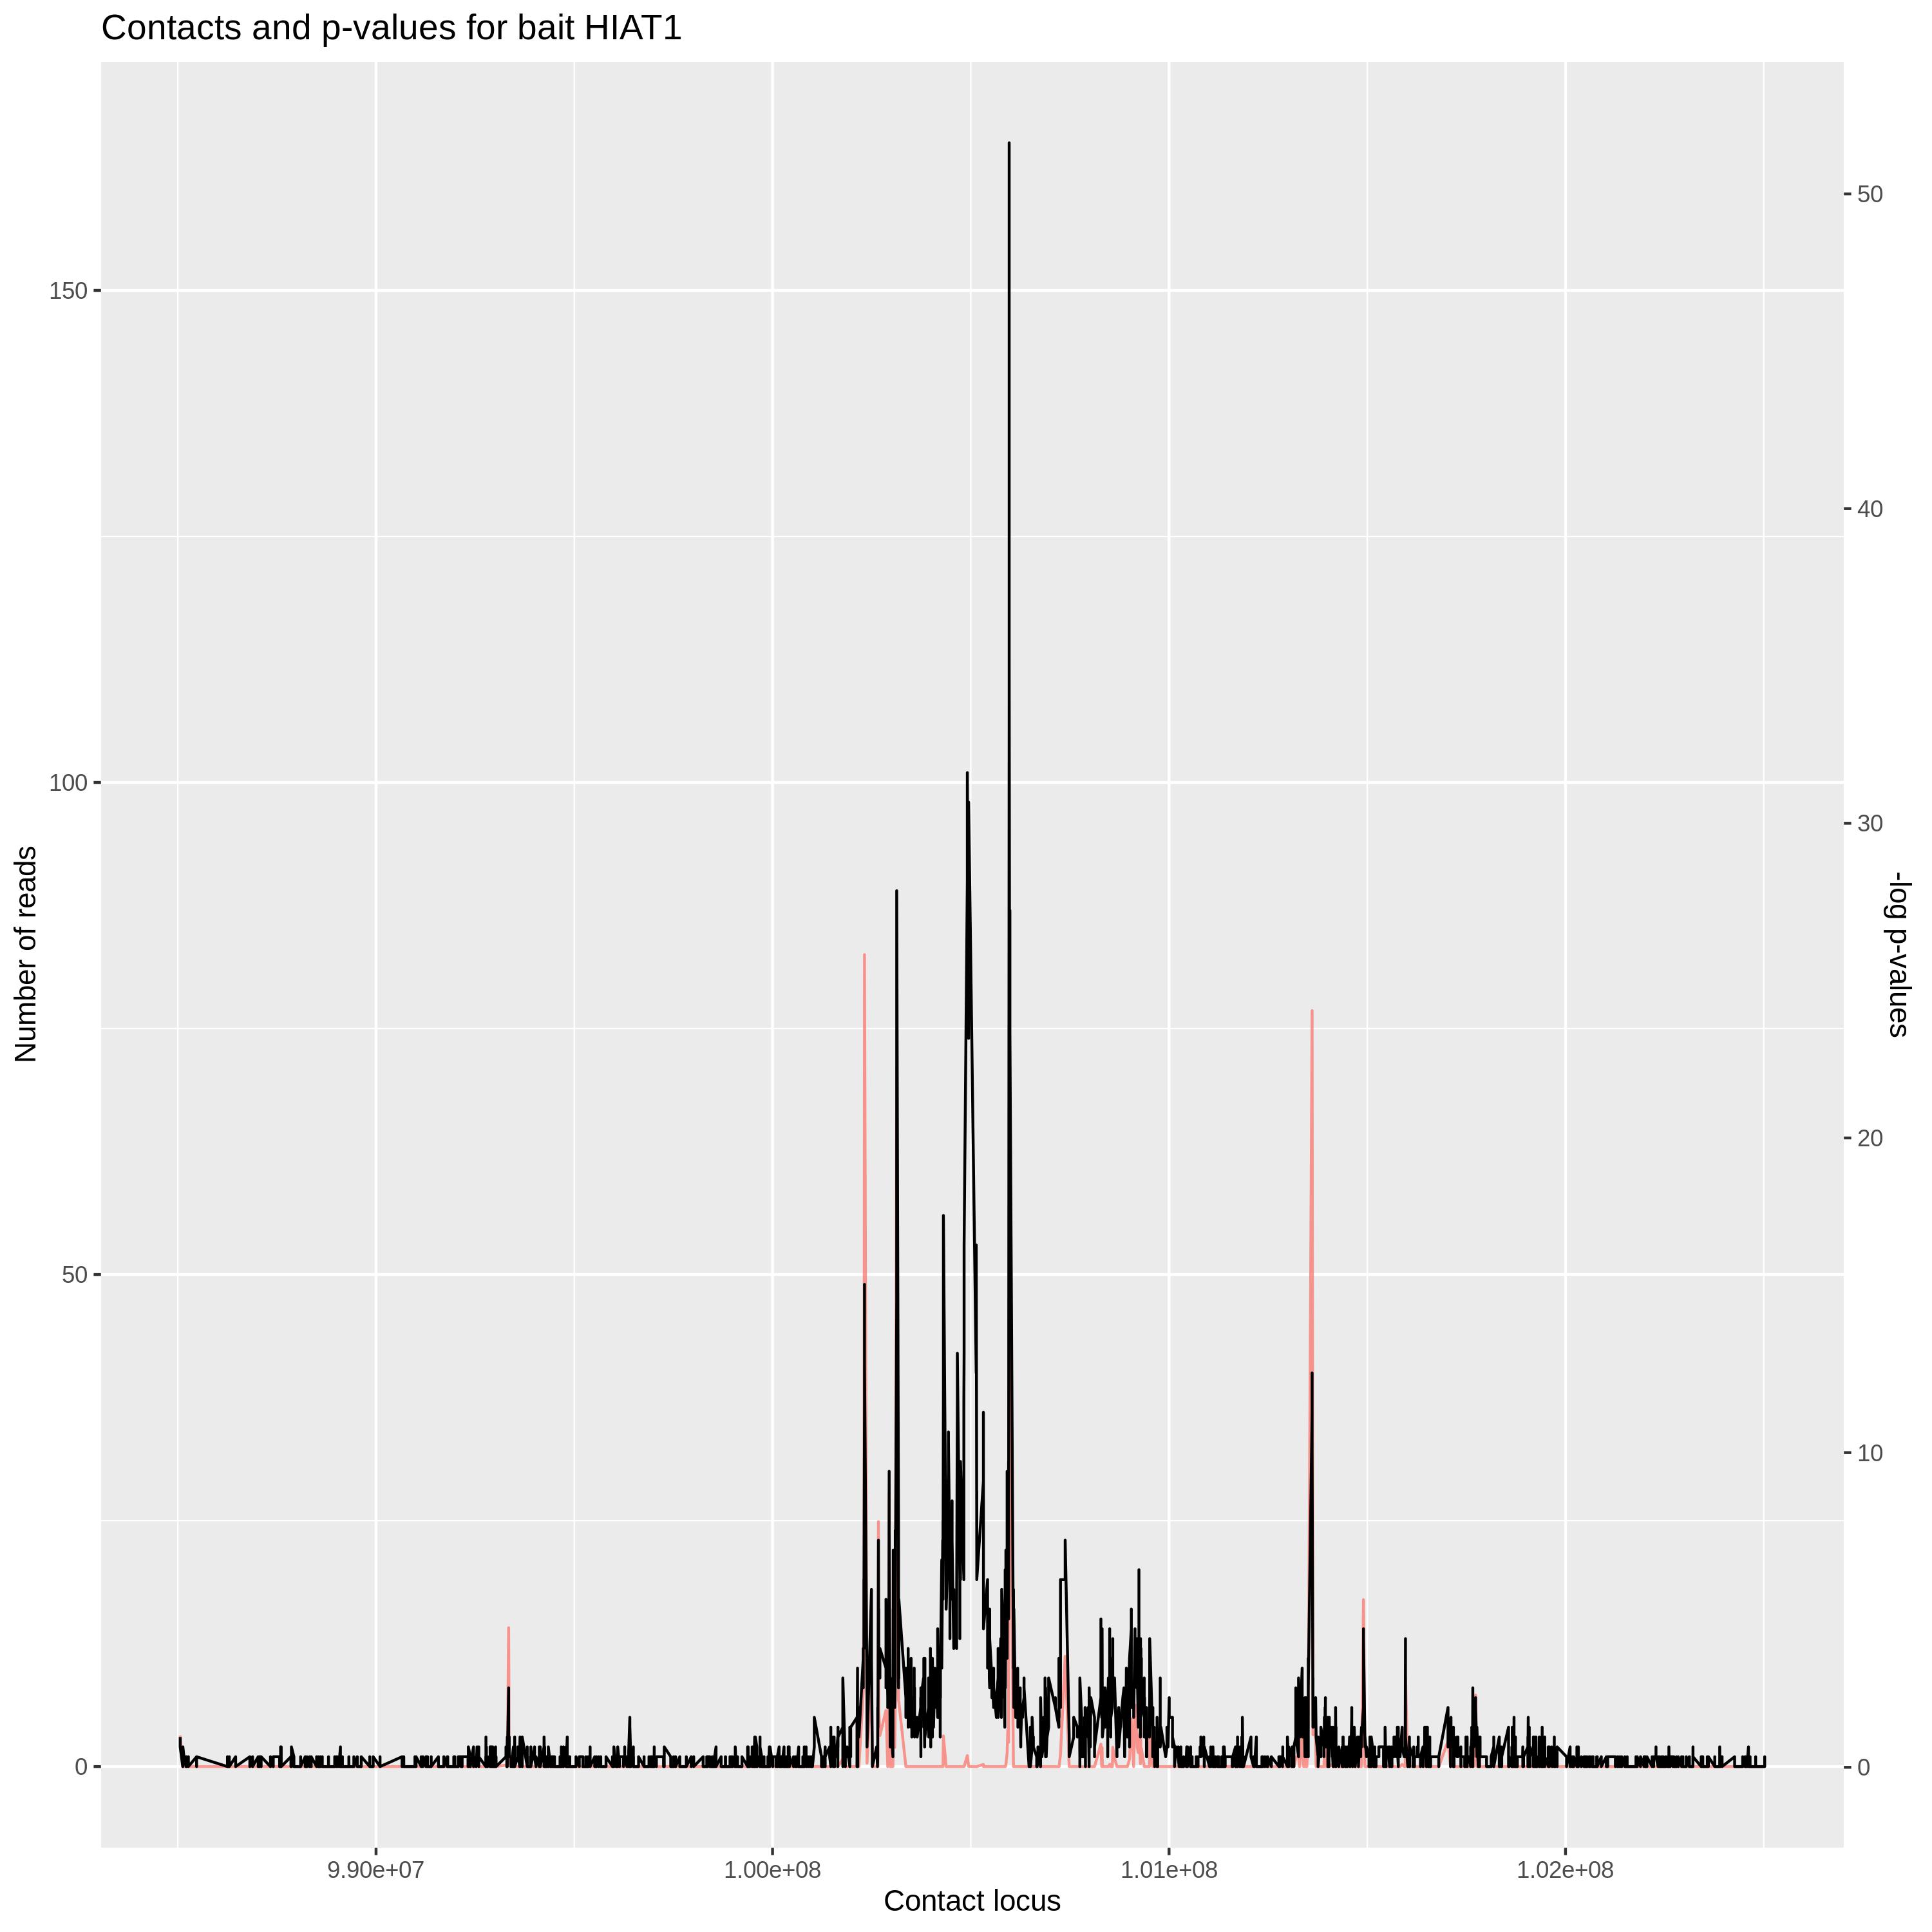 Contacts and p-values for bait HIAT1
150
100
50
0
Number of reads
50
40
30
20
10
0
-log p-values
9.90e+07
1.00e+08
1.01e+08
1.02e+08
Contact locus